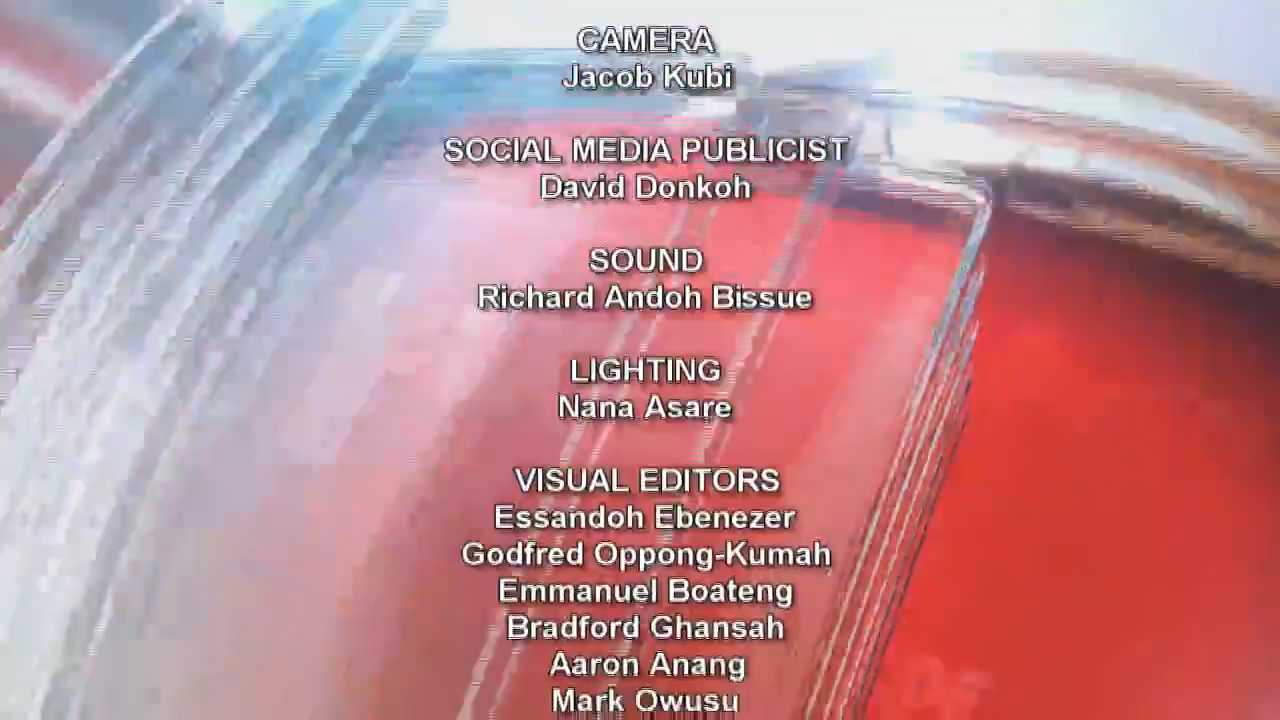 CAMERA
Jacob Kubi
SOCIAL MEDIA PUBLICIST
David Donkoh
SOUND
Richard Andoh Bissue
LIGHTING
Nana Asare
VISUAL EDITORS
Essandoh Ebenezer
Godfred Oppong-Kumah
Emmanuel Boateng
Bradford Ghansah
Aaron Anang
Mark Owusu